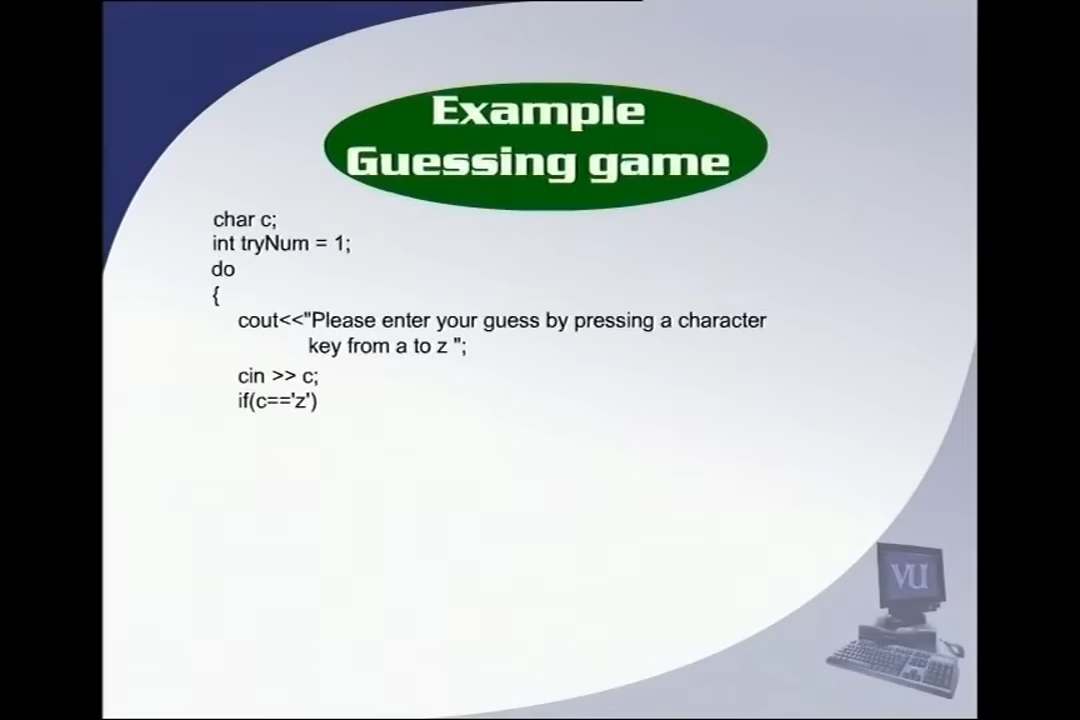 Example
Guessing game
char c;
int tryNum = 1;
do
{
cout<<"Please enter your guess by pressing a character
key from a to z ";
cin >> c;
if(c=='z')
VU